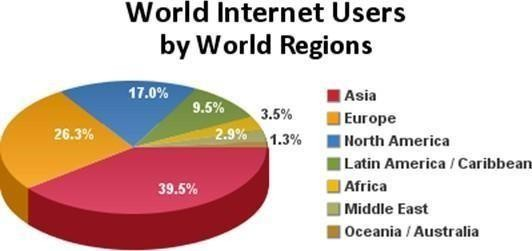 World Internet Users
by World Regions
17.0%
9.5%
3.5%
26.3%
2.9%
1.3%
39.5%
Asia
Europe
North America
Latin America / Caribbean
Africa
Middle East
Oceania / Australia